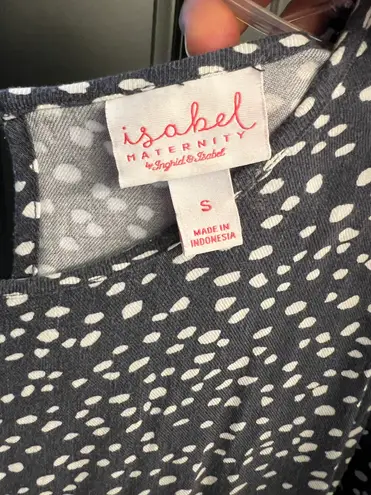 isabel
MATERNITY
by Ingrid & Isabel
S
MADE IN
INDONESIA